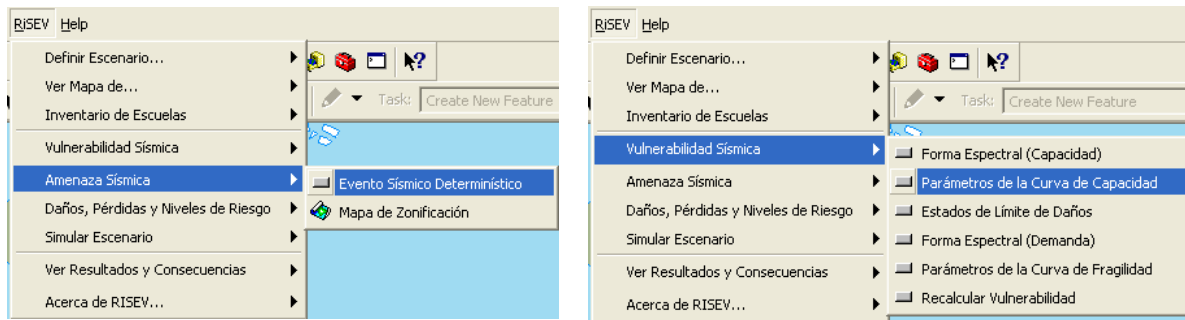 RiSEV Help
Definir Escenario...
Ver Mapa de...
Inventario de Escuelas
Vulnerabilidad Sísmica
Amenaza Sísmica
Daños, Pérdidas y Niveles de Riesgo
Simular Escenario
Ver Resultados y Consecuencias
Acerca de RISEV...
Task: Create New Feature
Evento Sísmico Determinístico
Mapa de Zonificación
RiSEV Help
Definir Escenario...
Ver Mapa de...
Inventario de Escuelas
Vulnerabilidad Sísmica
Amenaza Sísmica
Daños, Pérdidas y Niveles de Riesgo
Simular Escenario
Ver Resultados y Consecuencias
Acerca de RISEV...
Task: Create New Feature
Forma Espectral (Capacidad)
Parámetros de la Curva de Capacidad
Estados de Límite de Daños
Forma Espectral (Demanda)
Parámetros de la Curva de Fragilidad
Recalcular Vulnerabilidad